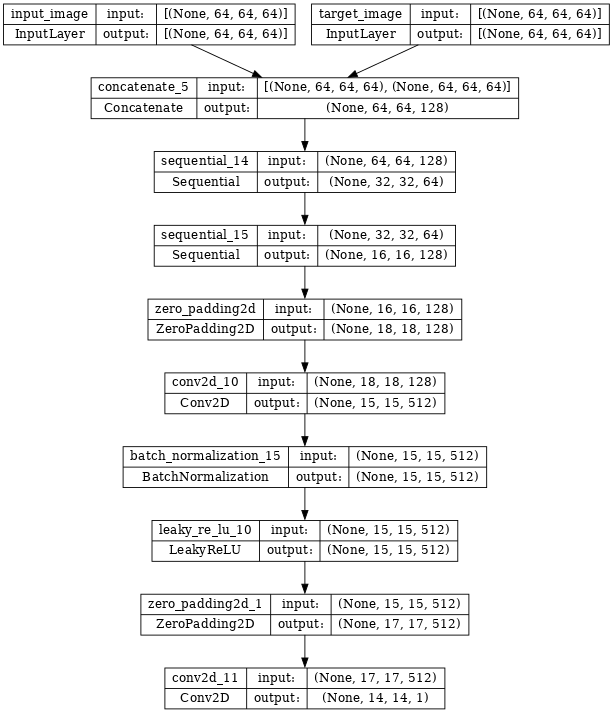 input_image input: [(None, 64, 64, 64)]
InputLayer output: [(None, 64, 64, 64)]
target_image input: [(None, 64, 64, 64)]
InputLayer output: [(None, 64, 64, 64)]
concatenate_5 input: [(None, 64, 64, 64), (None, 64, 64, 64)]
Concatenate output: (None, 64, 64, 128)
sequential_14 input: (None, 64, 64, 128)
Sequential output: (None, 32, 32, 64)
sequential_15 input: (None, 32, 32, 64)
Sequential output: (None, 16, 16, 128)
zero_padding2d input: (None, 16, 16, 128)
ZeroPadding2D output: (None, 18, 18, 128)
conv2d_10 input: (None, 18, 18, 128)
Conv2D output: (None, 15, 15, 512)
batch_normalization_15 input: (None, 15, 15, 512)
BatchNormalization output: (None, 15, 15, 512)
leaky_re_lu_10 input: (None, 15, 15, 512)
LeakyReLU output: (None, 15, 15, 512)
zero_padding2d_1 input: (None, 15, 15, 512)
ZeroPadding2D output: (None, 17, 17, 512)
conv2d_11 input: (None, 17, 17, 512)
Conv2D output: (None, 14, 14, 1)